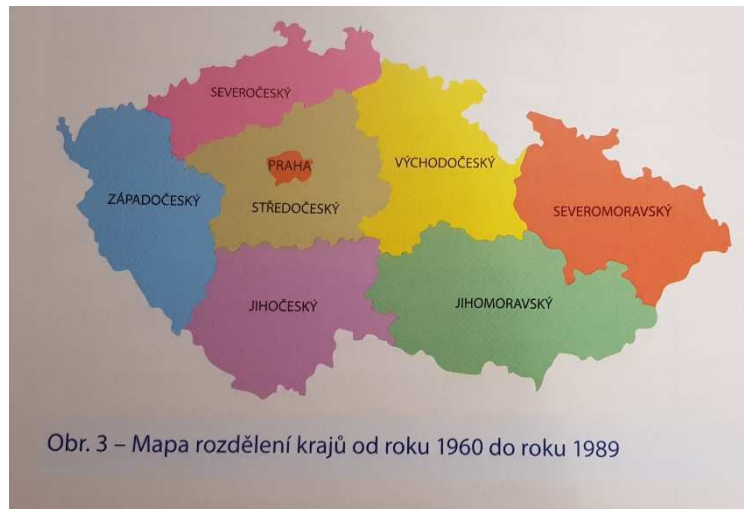 SEVEROČESKÝ
PRAHA
VÝCHODOČESKÝ
ZÁPADOČESKÝ
STŘEDOČESKÝ
SEVEROMORAVSKÝ
JIHOČESKÝ
JIHOMORAVSKÝ
Obr. 3 – Mapa rozdělení krajů od roku 1960 do roku 1989